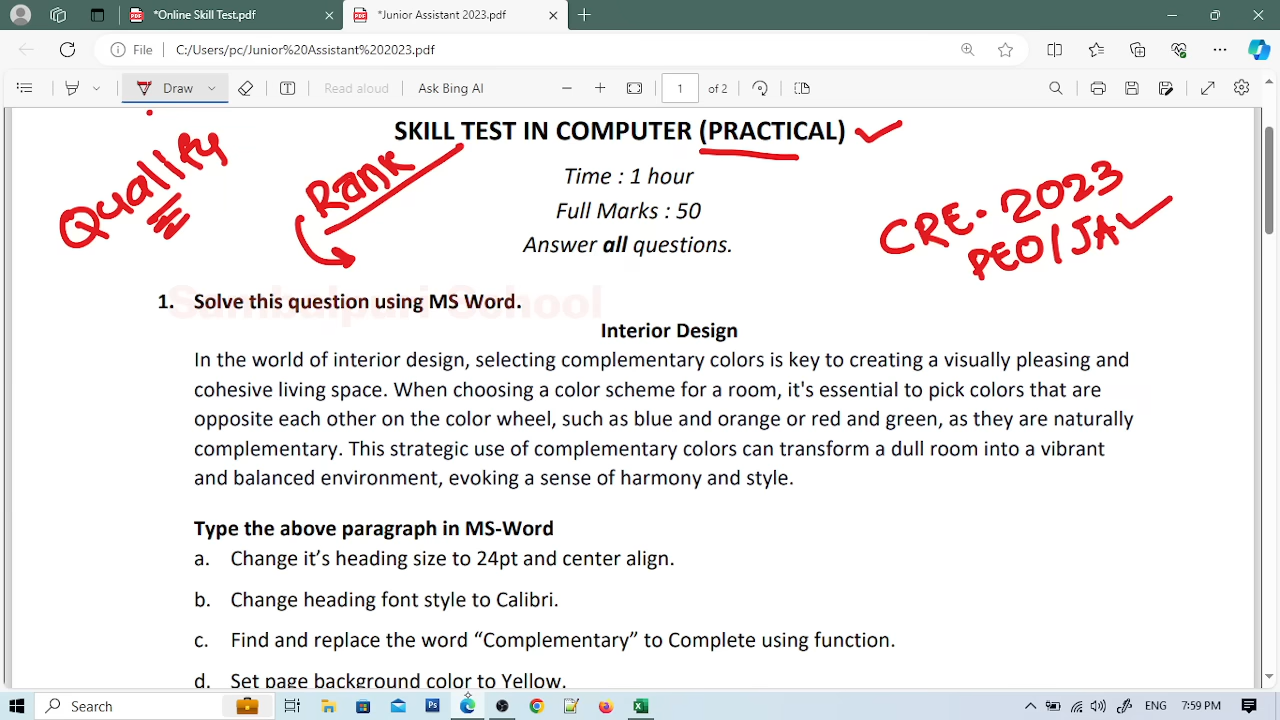 *Online Skill Test.pdf
*Junior Assistant 2023.pdf
File C:/Users/pc/Junior%20Assistant%202023.pdf
Draw Read aloud Ask Bing AI 1 of 2
SKILL TEST IN COMPUTER (PRACTICAL)
Qualify
Rank
Time : 1 hour
Full Marks : 50
Answer all questions.
CRE. 2023
PEO/JA
Sambalpuri School
1. Solve this question using MS Word.
Interior Design
In the world of interior design, selecting complementary colors is key to creating a visually pleasing and
cohesive living space. When choosing a color scheme for a room, it's essential to pick colors that are
opposite each other on the color wheel, such as blue and orange or red and green, as they are naturally
complementary. This strategic use of complementary colors can transform a dull room into a vibrant
and balanced environment, evoking a sense of harmony and style.
Type the above paragraph in MS-Word
a. Change it’s heading size to 24pt and center align.
b. Change heading font style to Calibri.
c. Find and replace the word “Complementary” to Complete using function.
d. Set page background color to Yellow.
Search ENG 7:59 PM